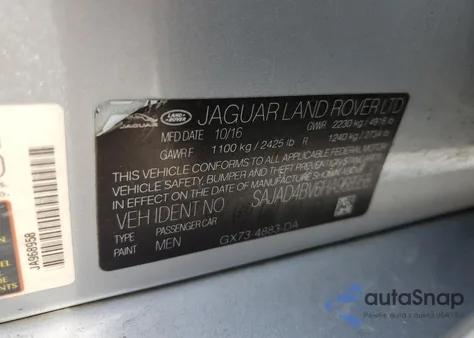 JAGUAR
LAND ROVER
JAGUAR LAND ROVER LTD
MFD DATE 10/16 GVWR 2230 kg / 4916 lb
GAWR F 1100 kg / 2425 lb R 1240 kg / 2734 lb
THIS VEHICLE CONFORMS TO ALL APPLICABLE FEDERAL MOTOR
VEHICLE SAFETY, BUMPER AND THEFT PREVENTION STANDARDS
IN EFFECT ON THE DATE OF MANUFACTURE SHOWN ABOVE
VEH IDENT NO
TYPE PASSENGER CAR
PAINT MEN GX73-4883-DA
JA968958
autoSnap